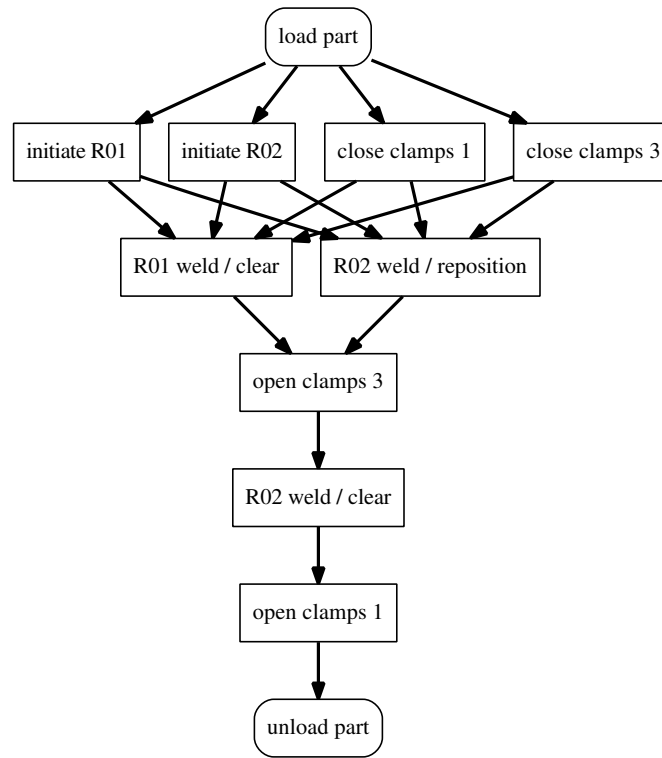 load part
initiate R01
initiate R02
close clamps 1
close clamps 3
R01 weld / clear
R02 weld / reposition
open clamps 3
R02 weld / clear
open clamps 1
unload part